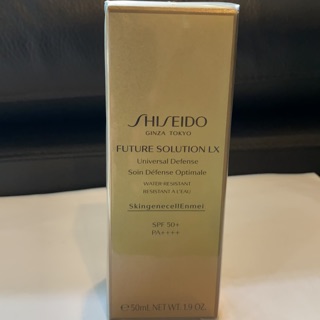 SHISEIDO
GINZA TOKYO
FUTURE SOLUTION LX
Universal Defense
Soin Défense Optimale
WATER-RESISTANT
RÉSISTANT À L'EAU
SkingenecellEnmei
SPF 50+
PA++++
℮50mL NET WT. 1.9 OZ.